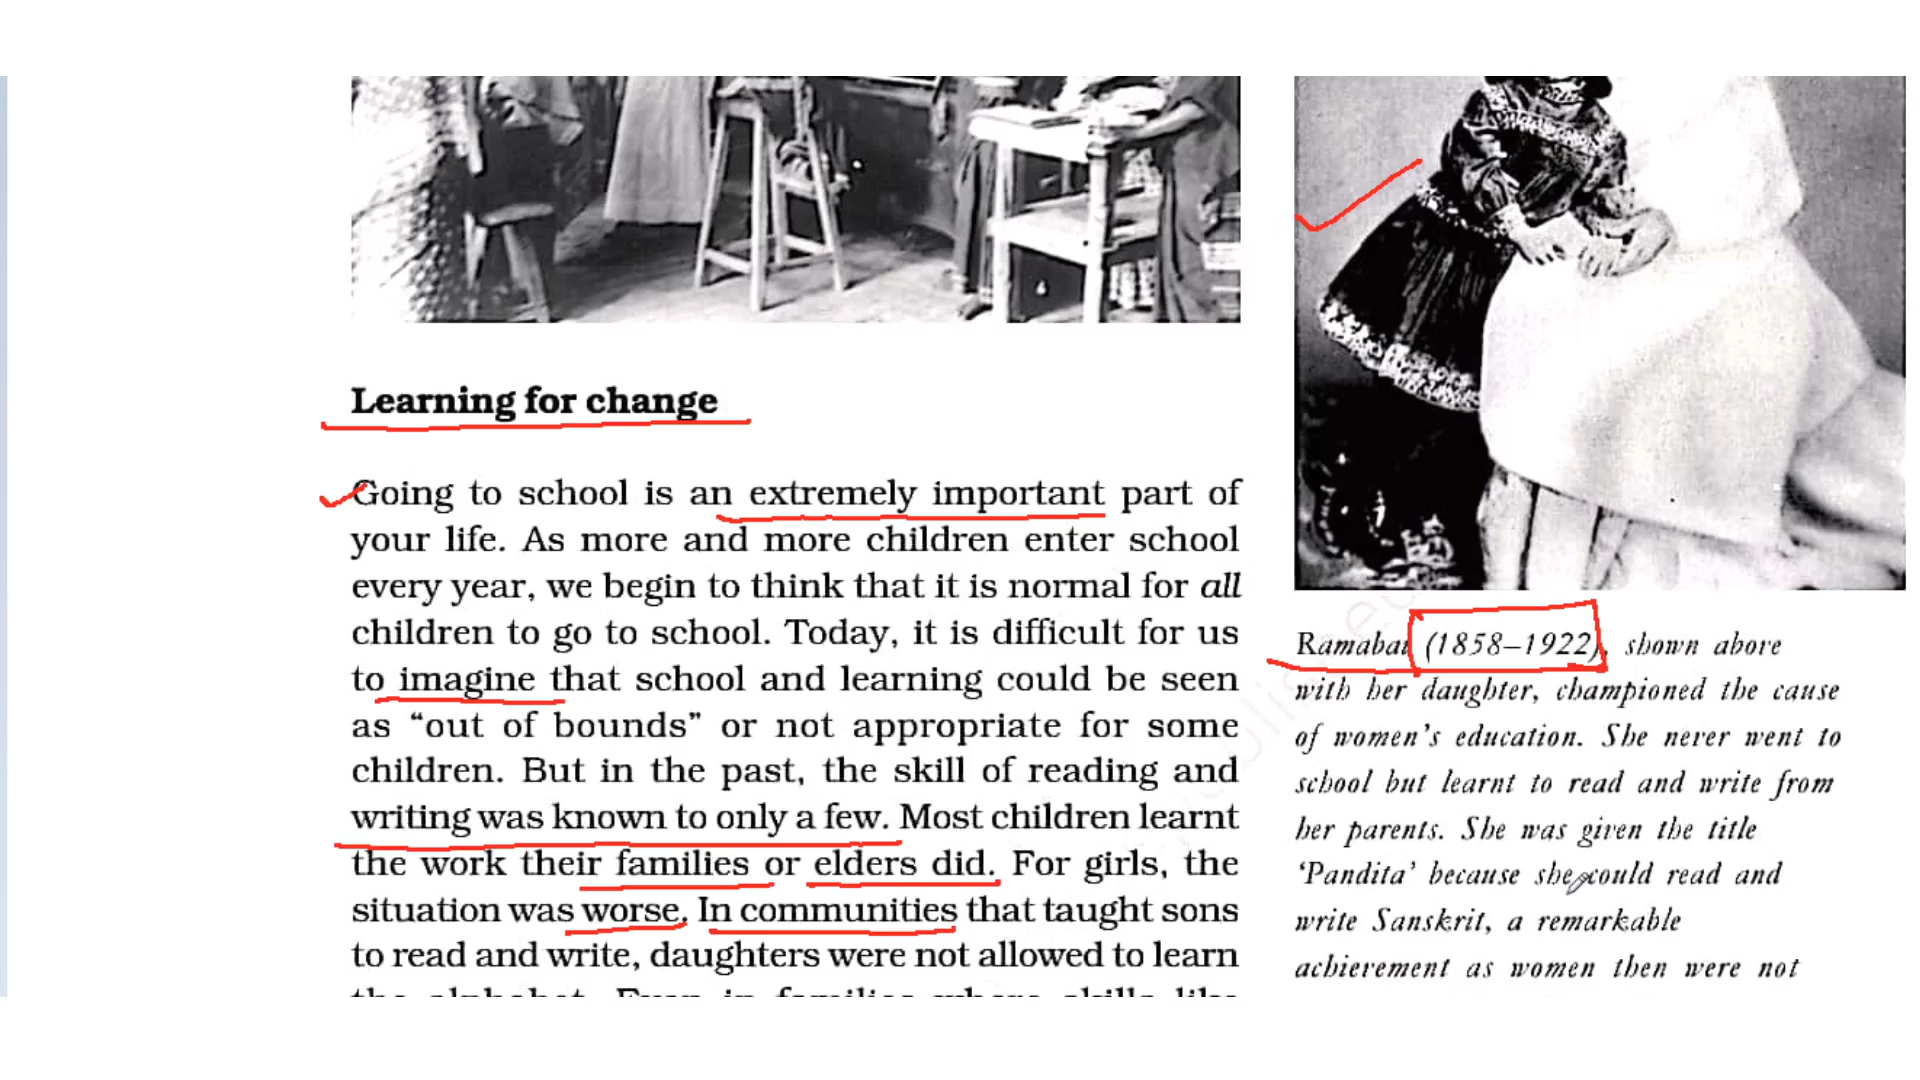 Learning for change
Going to school is an extremely important part of
your life. As more and more children enter school
every year, we begin to think that it is normal for all
children to go to school. Today, it is difficult for us
to imagine that school and learning could be seen
as “out of bounds” or not appropriate for some
children. But in the past, the skill of reading and
writing was known to only a few. Most children learnt
the work their families or elders did. For girls, the
situation was worse. In communities that taught sons
to read and write, daughters were not allowed to learn
the alphabet. Even in families where skills like
Ramabai (1858–1922), shown above
with her daughter, championed the cause
of women’s education. She never went to
school but learnt to read and write from
her parents. She was given the title
‘Pandita’ because she could read and
write Sanskrit, a remarkable
achievement as women then were not